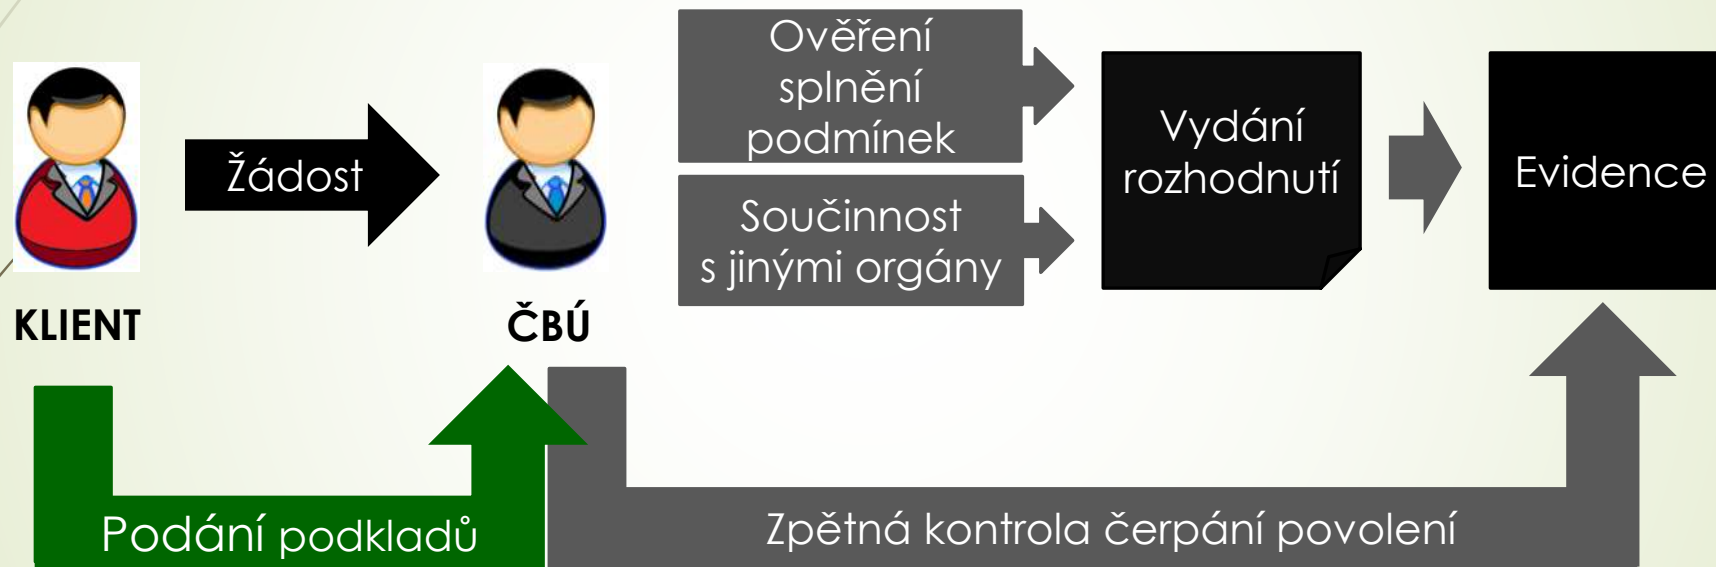 Žádost
KLIENT
ČBÚ
Ověření
splnění
podmínek
Součinnost
s jinými orgány
Vydání
rozhodnutí
Evidence
Podání podkladů
Zpětná kontrola čerpání povolení